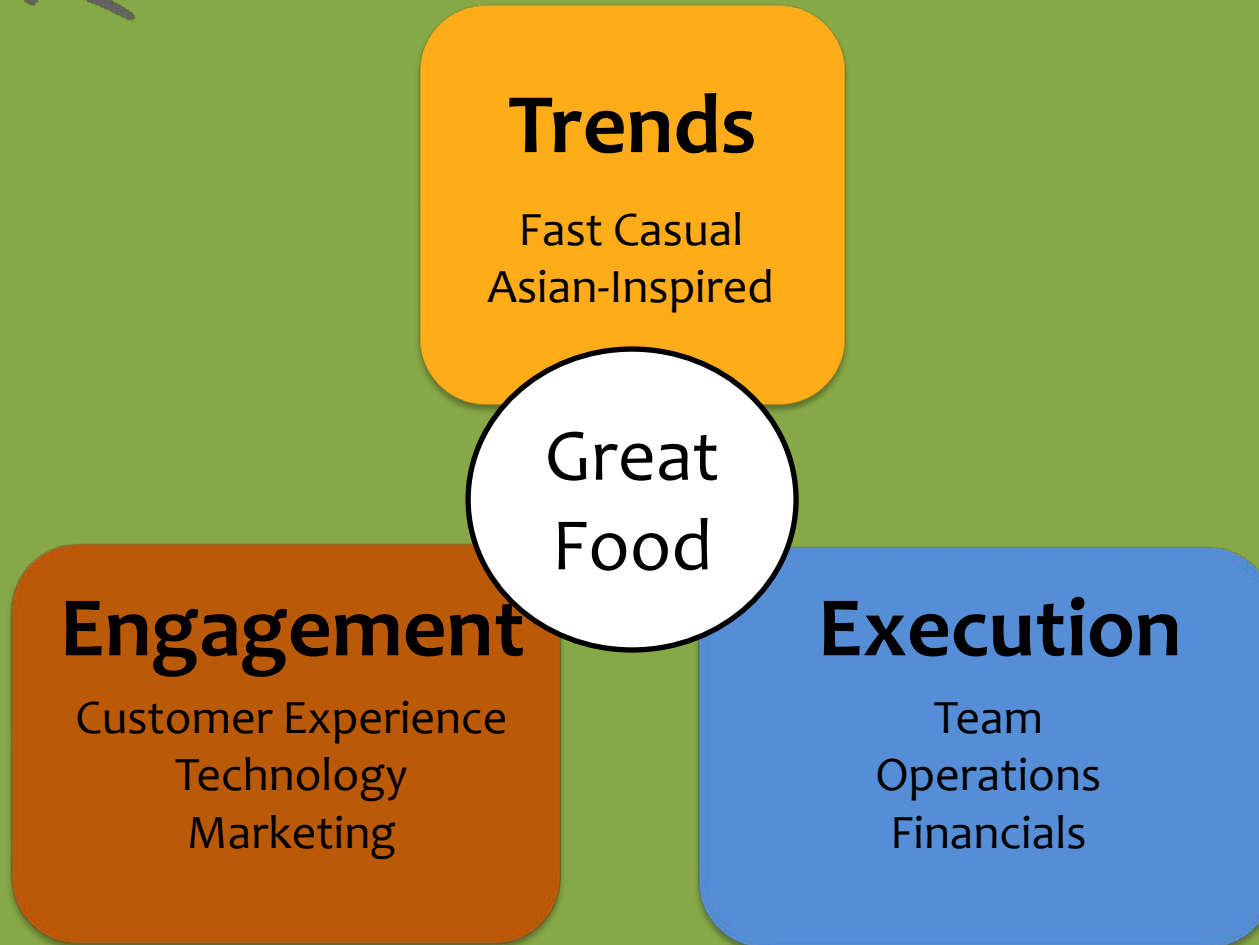 Trends
Fast Casual
Asian-Inspired
Great
Food
Engagement
Customer Experience
Technology
Marketing
Execution
Team
Operations
Financials